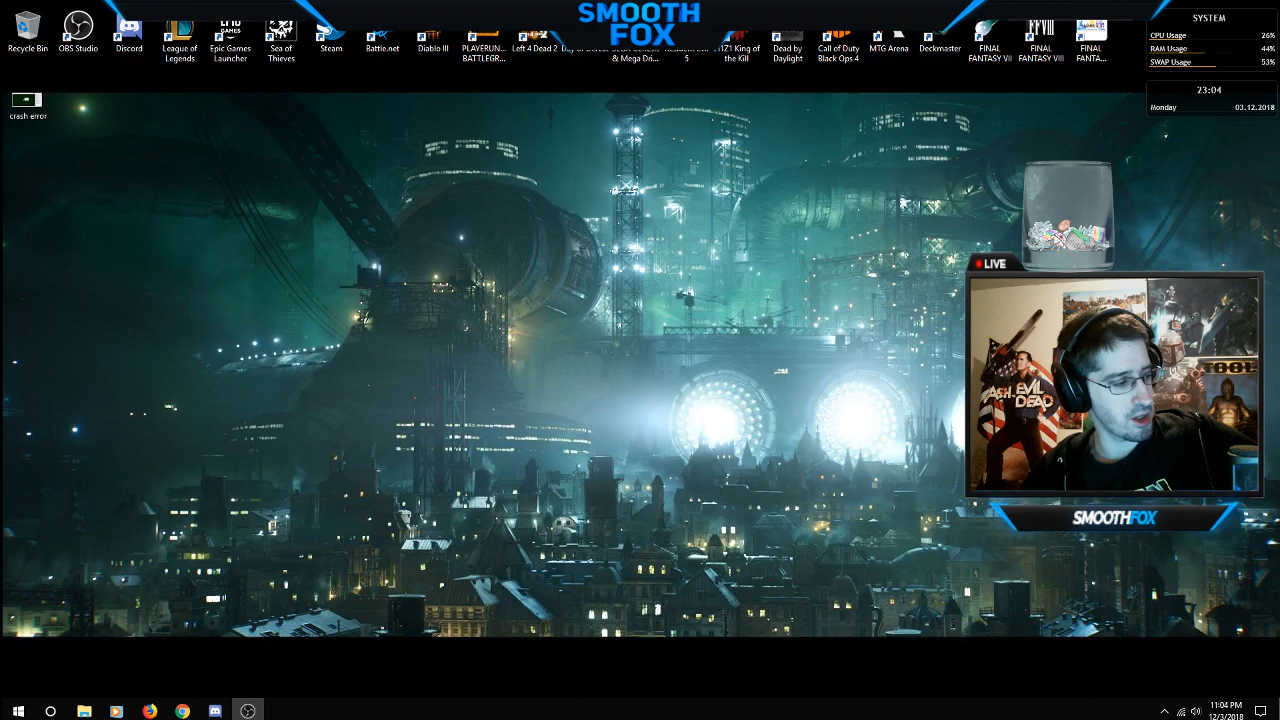 SMOOTH
FOX
Recycle Bin
OBS Studio
Discord
League of
Legends
Epic Games
Launcher
Sea of
Thieves
Steam
Battle.net
Diablo III
PLAYERUN...
BATTLEGR...
Left 4 Dead 2
& Mega Dri...
5
H1Z1 King of
the Kill
Dead by
Daylight
Call of Duty
Black Ops 4
MTG Arena
Deckmaster
FINAL
FANTASY VII
FINAL
FANTASY VIII
FINAL
FANTA...
SYSTEM
CPU Usage 26%
RAM Usage 44%
SWAP Usage 53%
23:04
Monday 03.12.2018
crash error
LIVE
ASH EVIL
DEAD
TOOL
SMOOTHFOX
11:04 PM
12/3/2018